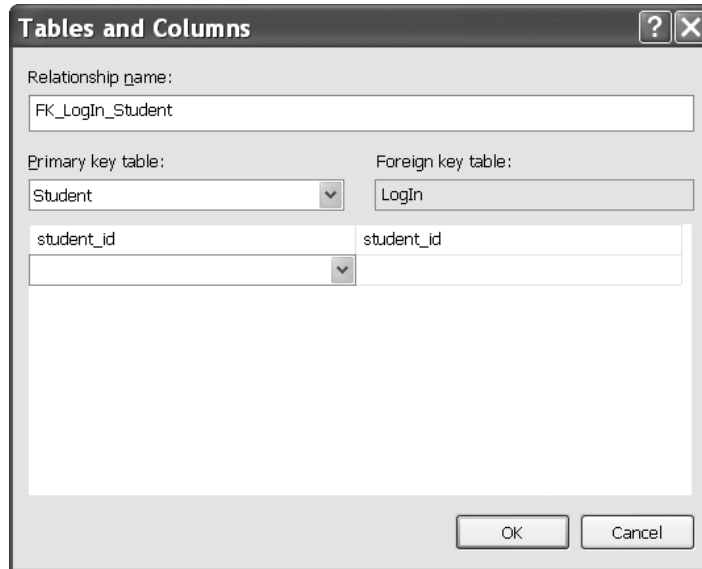 Tables and Columns
Relationship name:
FK_LogIn_Student
Primary key table: Foreign key table:
Student LogIn
student_id student_id
OK Cancel